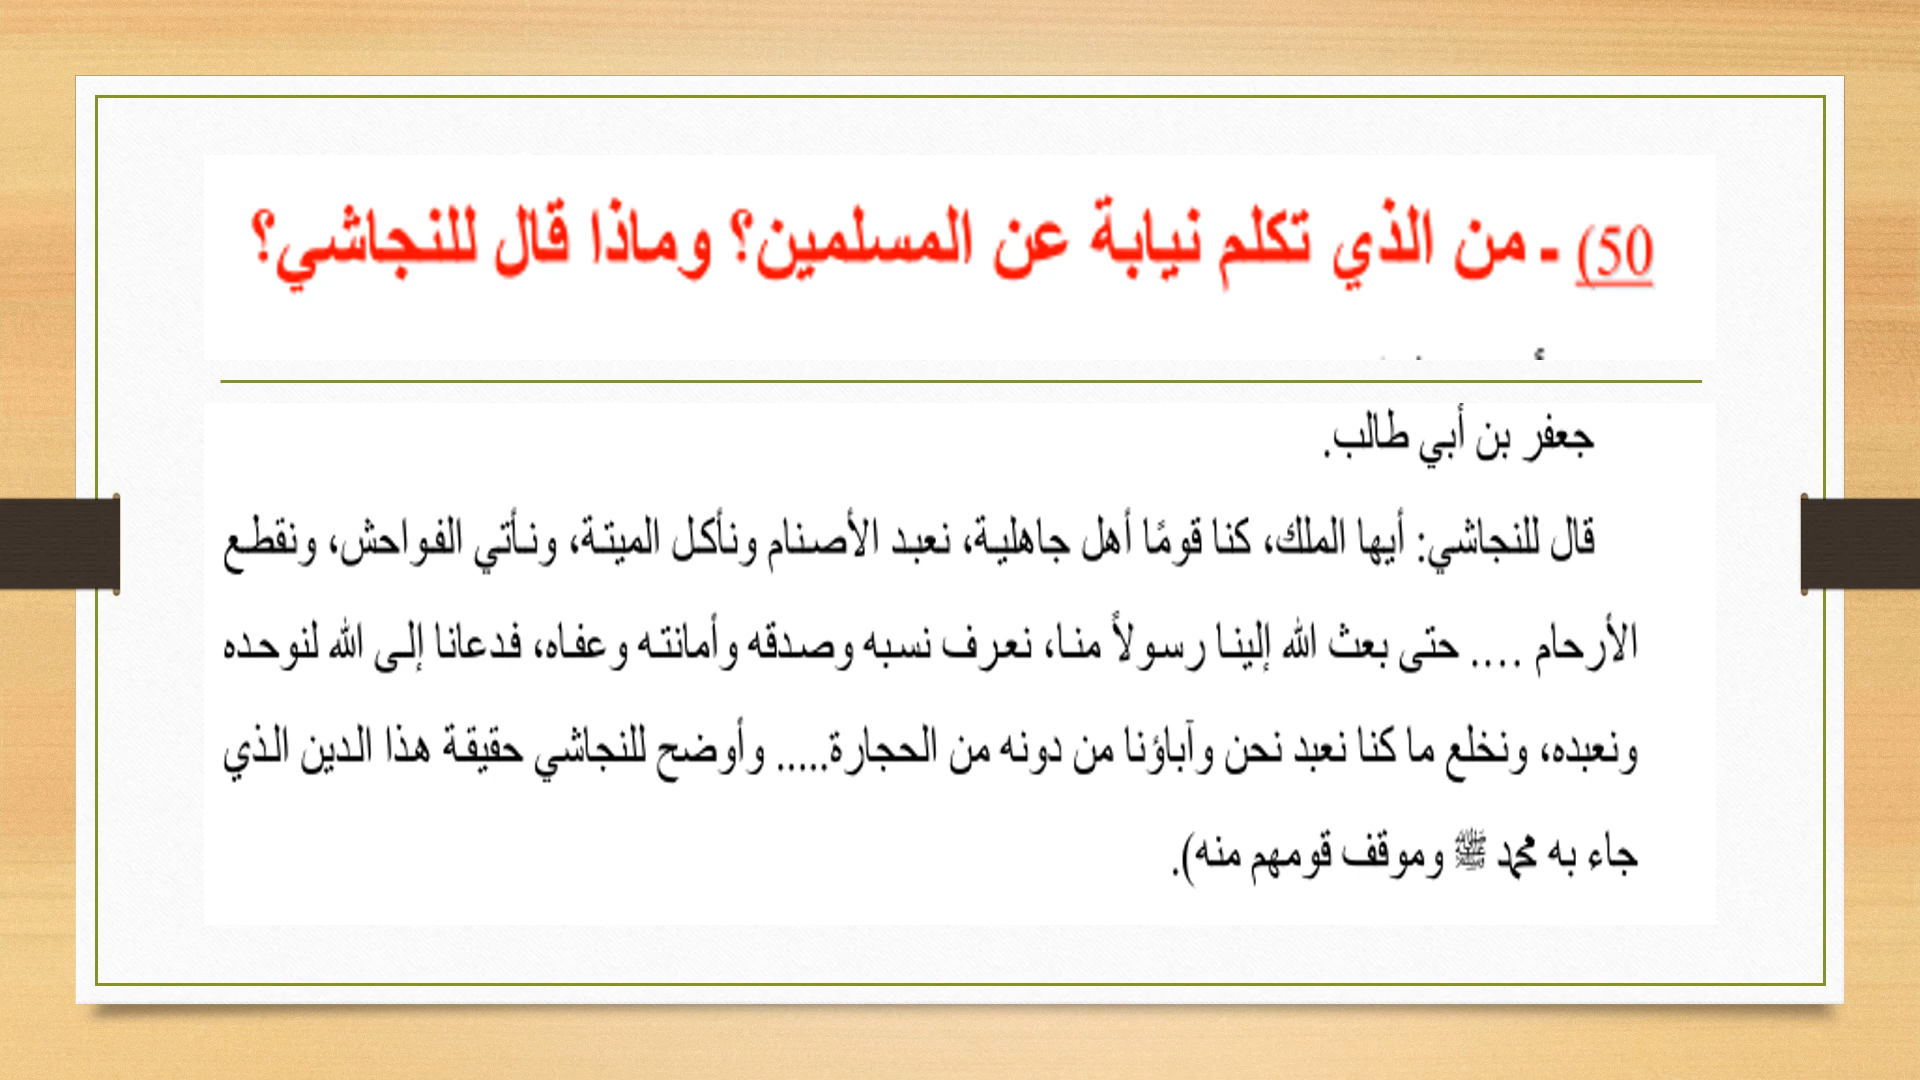 50) ـ من الذي تكلم نيابة عن المسلمين؟ وماذا قال للنجاشي؟
جعفر بن أبي طالب.
قال للنجاشي: أيها الملك، كنا قومًا أهل جاهلية، نعبد الأصنام ونأكل الميتة، ونأتي الفواحش، ونقطع
الأرحام .... حتى بعث الله إلينا رسولاً منا، نعرف نسبه وصدقه وأمانته وعفاه، فدعانا إلى الله لنوحده
ونعبده، ونخلع ما كنا نعبد نحن وآباؤنا من دونه من الحجارة..... وأوضح للنجاشي حقيقة هذا الدين الذي
جاء به محمد ﷺ وموقف قومهم منه).